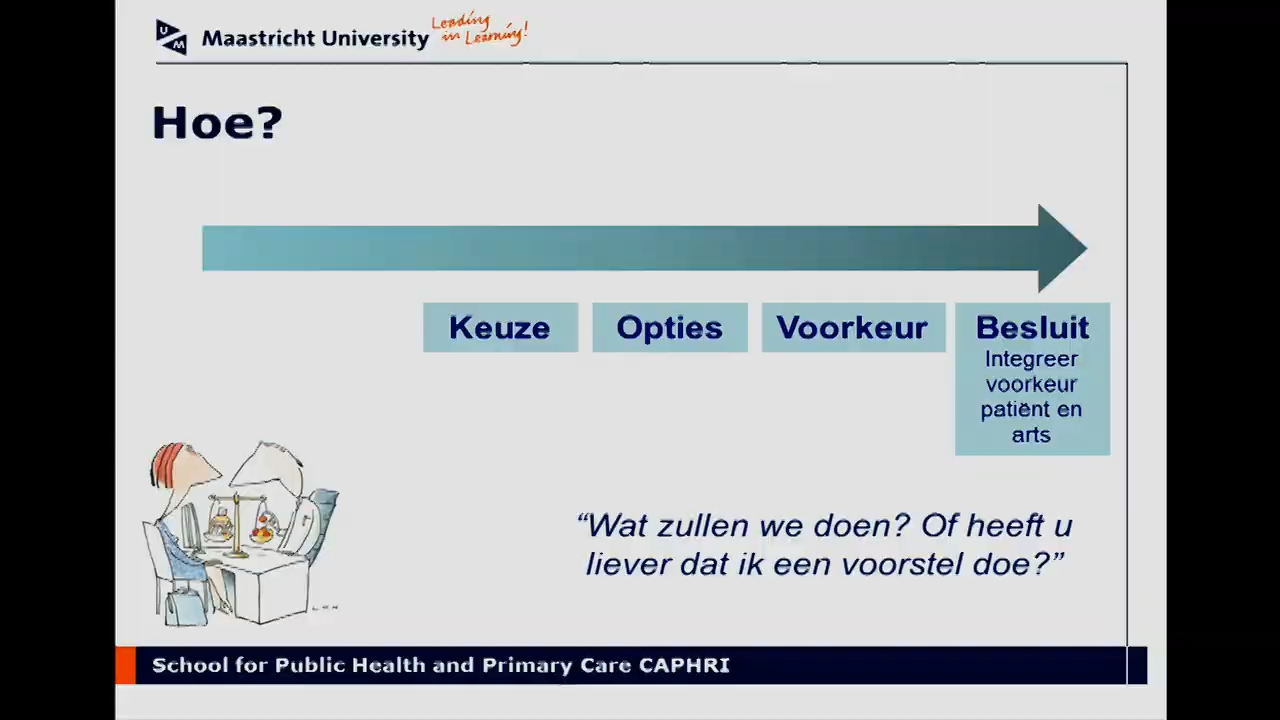 UM
Maastricht University
Leading
in Learning!
Hoe?
Keuze
Opties
Voorkeur
Besluit
Integreer
voorkeur
patiënt en
arts
“Wat zullen we doen? Of heeft u
liever dat ik een voorstel doe?”
School for Public Health and Primary Care CAPHRI